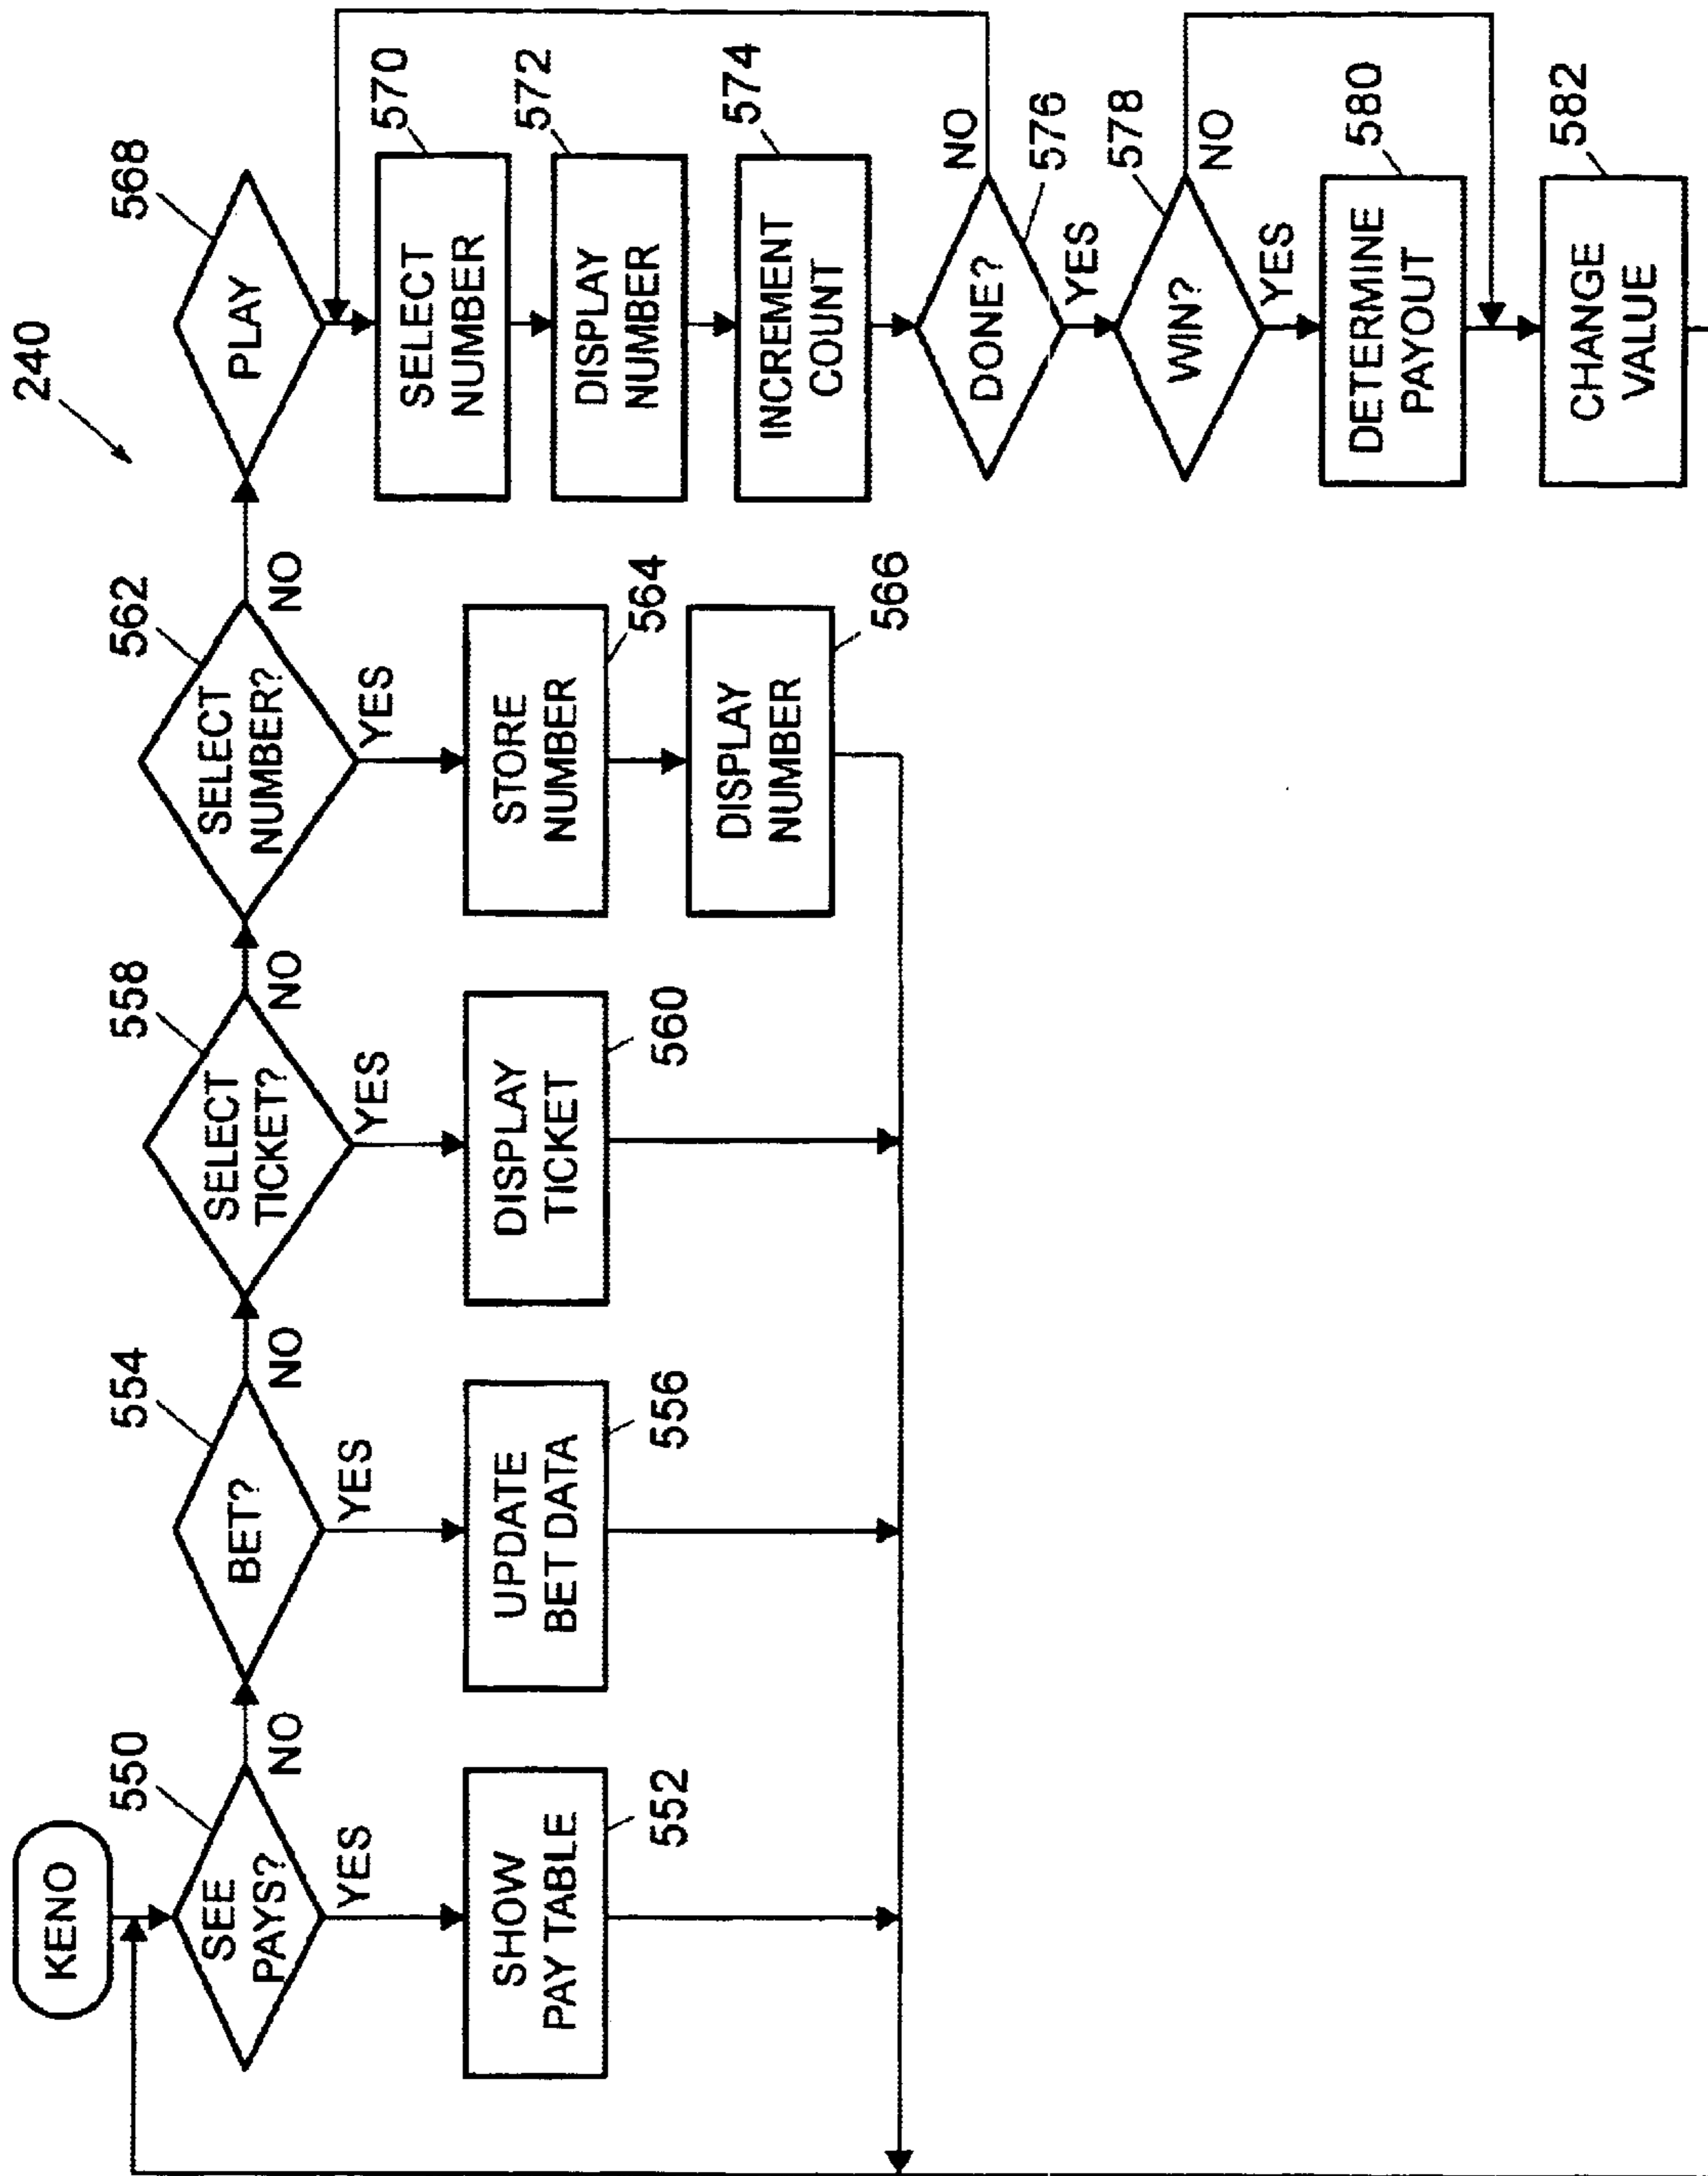 240
KENO
550
SEE
PAYS?
NO
YES
SHOW
PAY TABLE
552
554
BET?
NO
YES
UPDATE
BET DATA
556
558
SELECT
TICKET?
NO
YES
DISPLAY
TICKET
560
562
SELECT
NUMBER?
NO
YES
STORE
NUMBER
564
DISPLAY
NUMBER
566
568
PLAY
570
SELECT
NUMBER
572
DISPLAY
NUMBER
574
INCREMENT
COUNT
DONE?
NO
576
YES
578
WIN?
NO
YES
580
DETERMINE
PAYOUT
582
CHANGE
VALUE